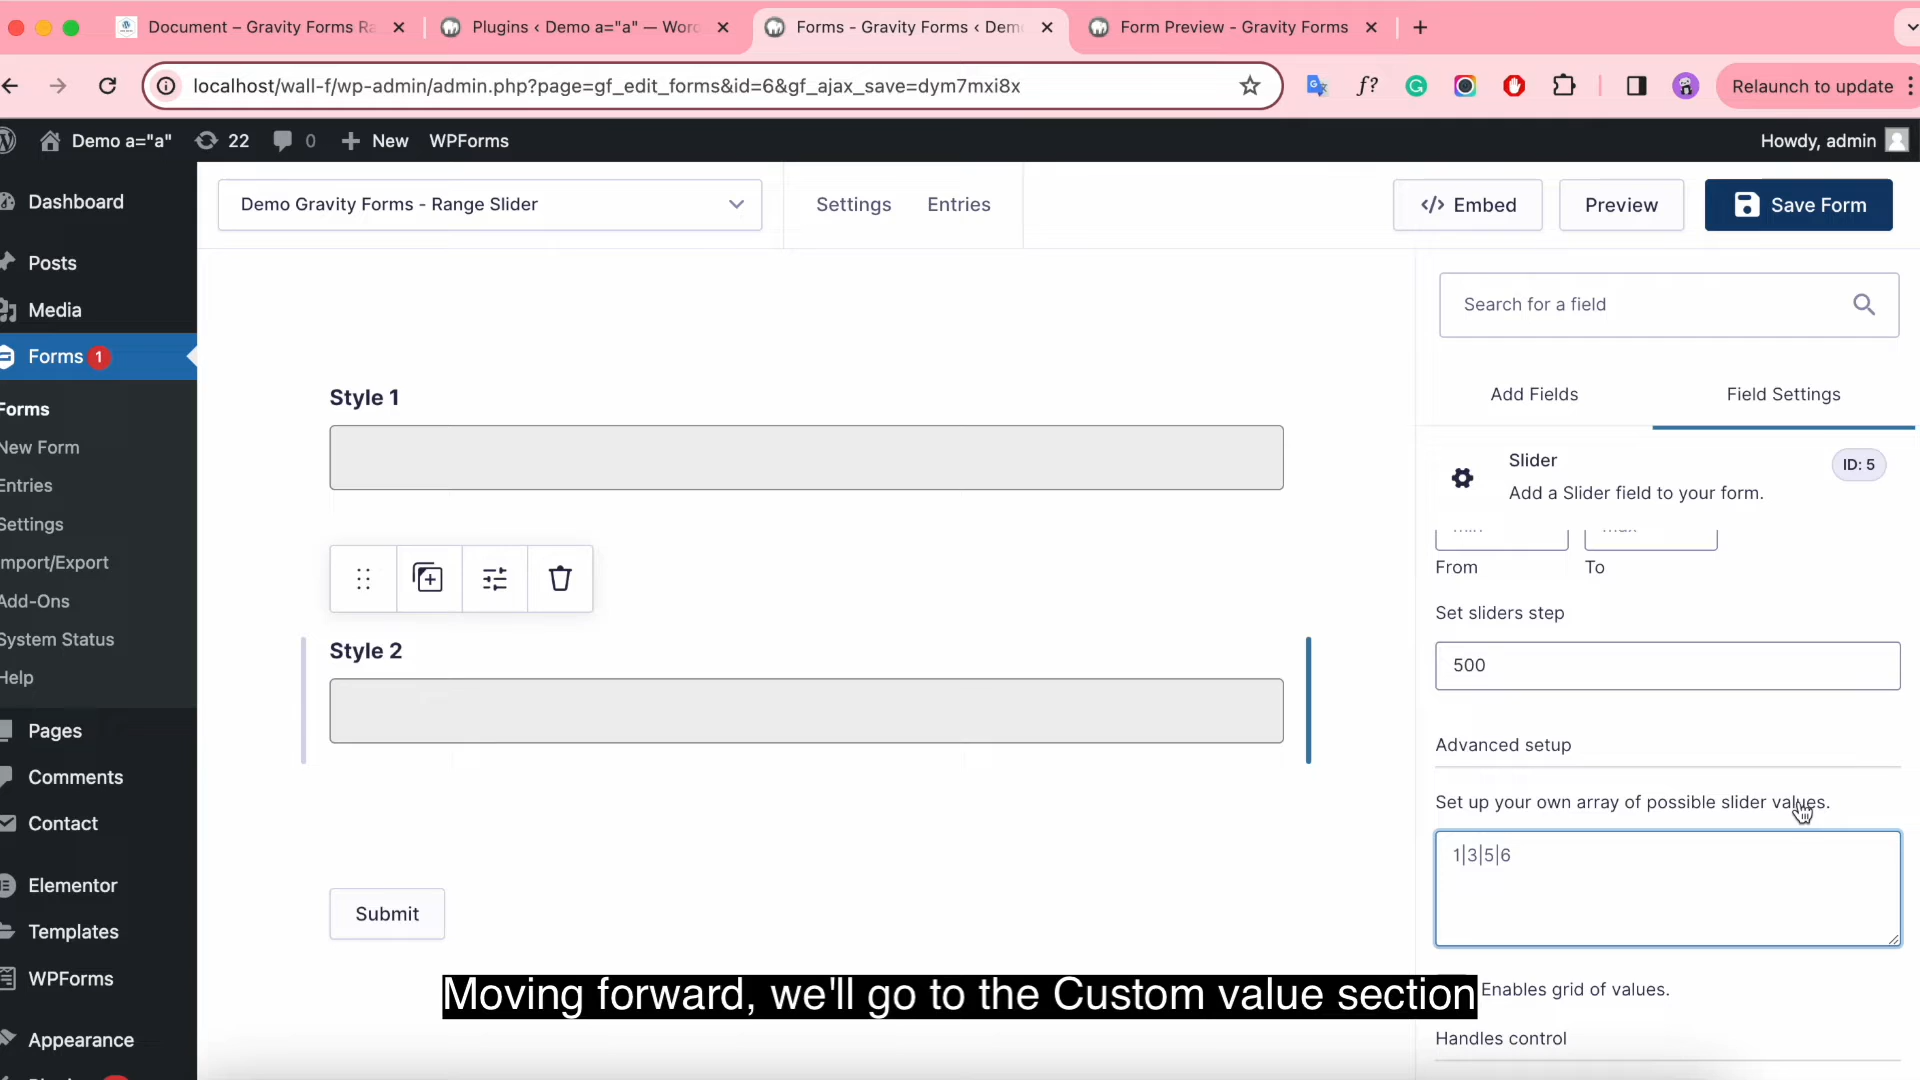 Document – Gravity Forms Ra
Plugins ‹ Demo a="a" — Word
Forms - Gravity Forms ‹ Dem
Form Preview - Gravity Forms
localhost/wall-f/wp-admin/admin.php?page=gf_edit_forms&id=6&gf_ajax_save=dym7mxi8x
f?
Relaunch to update
Demo a="a"
22
0
New
WPForms
Howdy, admin
Dashboard
Posts
Media
Forms 1
Forms
New Form
Entries
Settings
Import/Export
Add-Ons
System Status
Help
Pages
Comments
Contact
Elementor
Templates
WPForms
Appearance
Demo Gravity Forms - Range Slider
Settings
Entries
</> Embed
Preview
Save Form
Style 1
Style 2
Submit
Search for a field
Add Fields
Field Settings
Slider
ID: 5
Add a Slider field to your form.
From
To
Set sliders step
500
Advanced setup
Set up your own array of possible slider values.
1|3|5|6
Enables grid of values.
Handles control
Moving forward, we'll go to the Custom value section